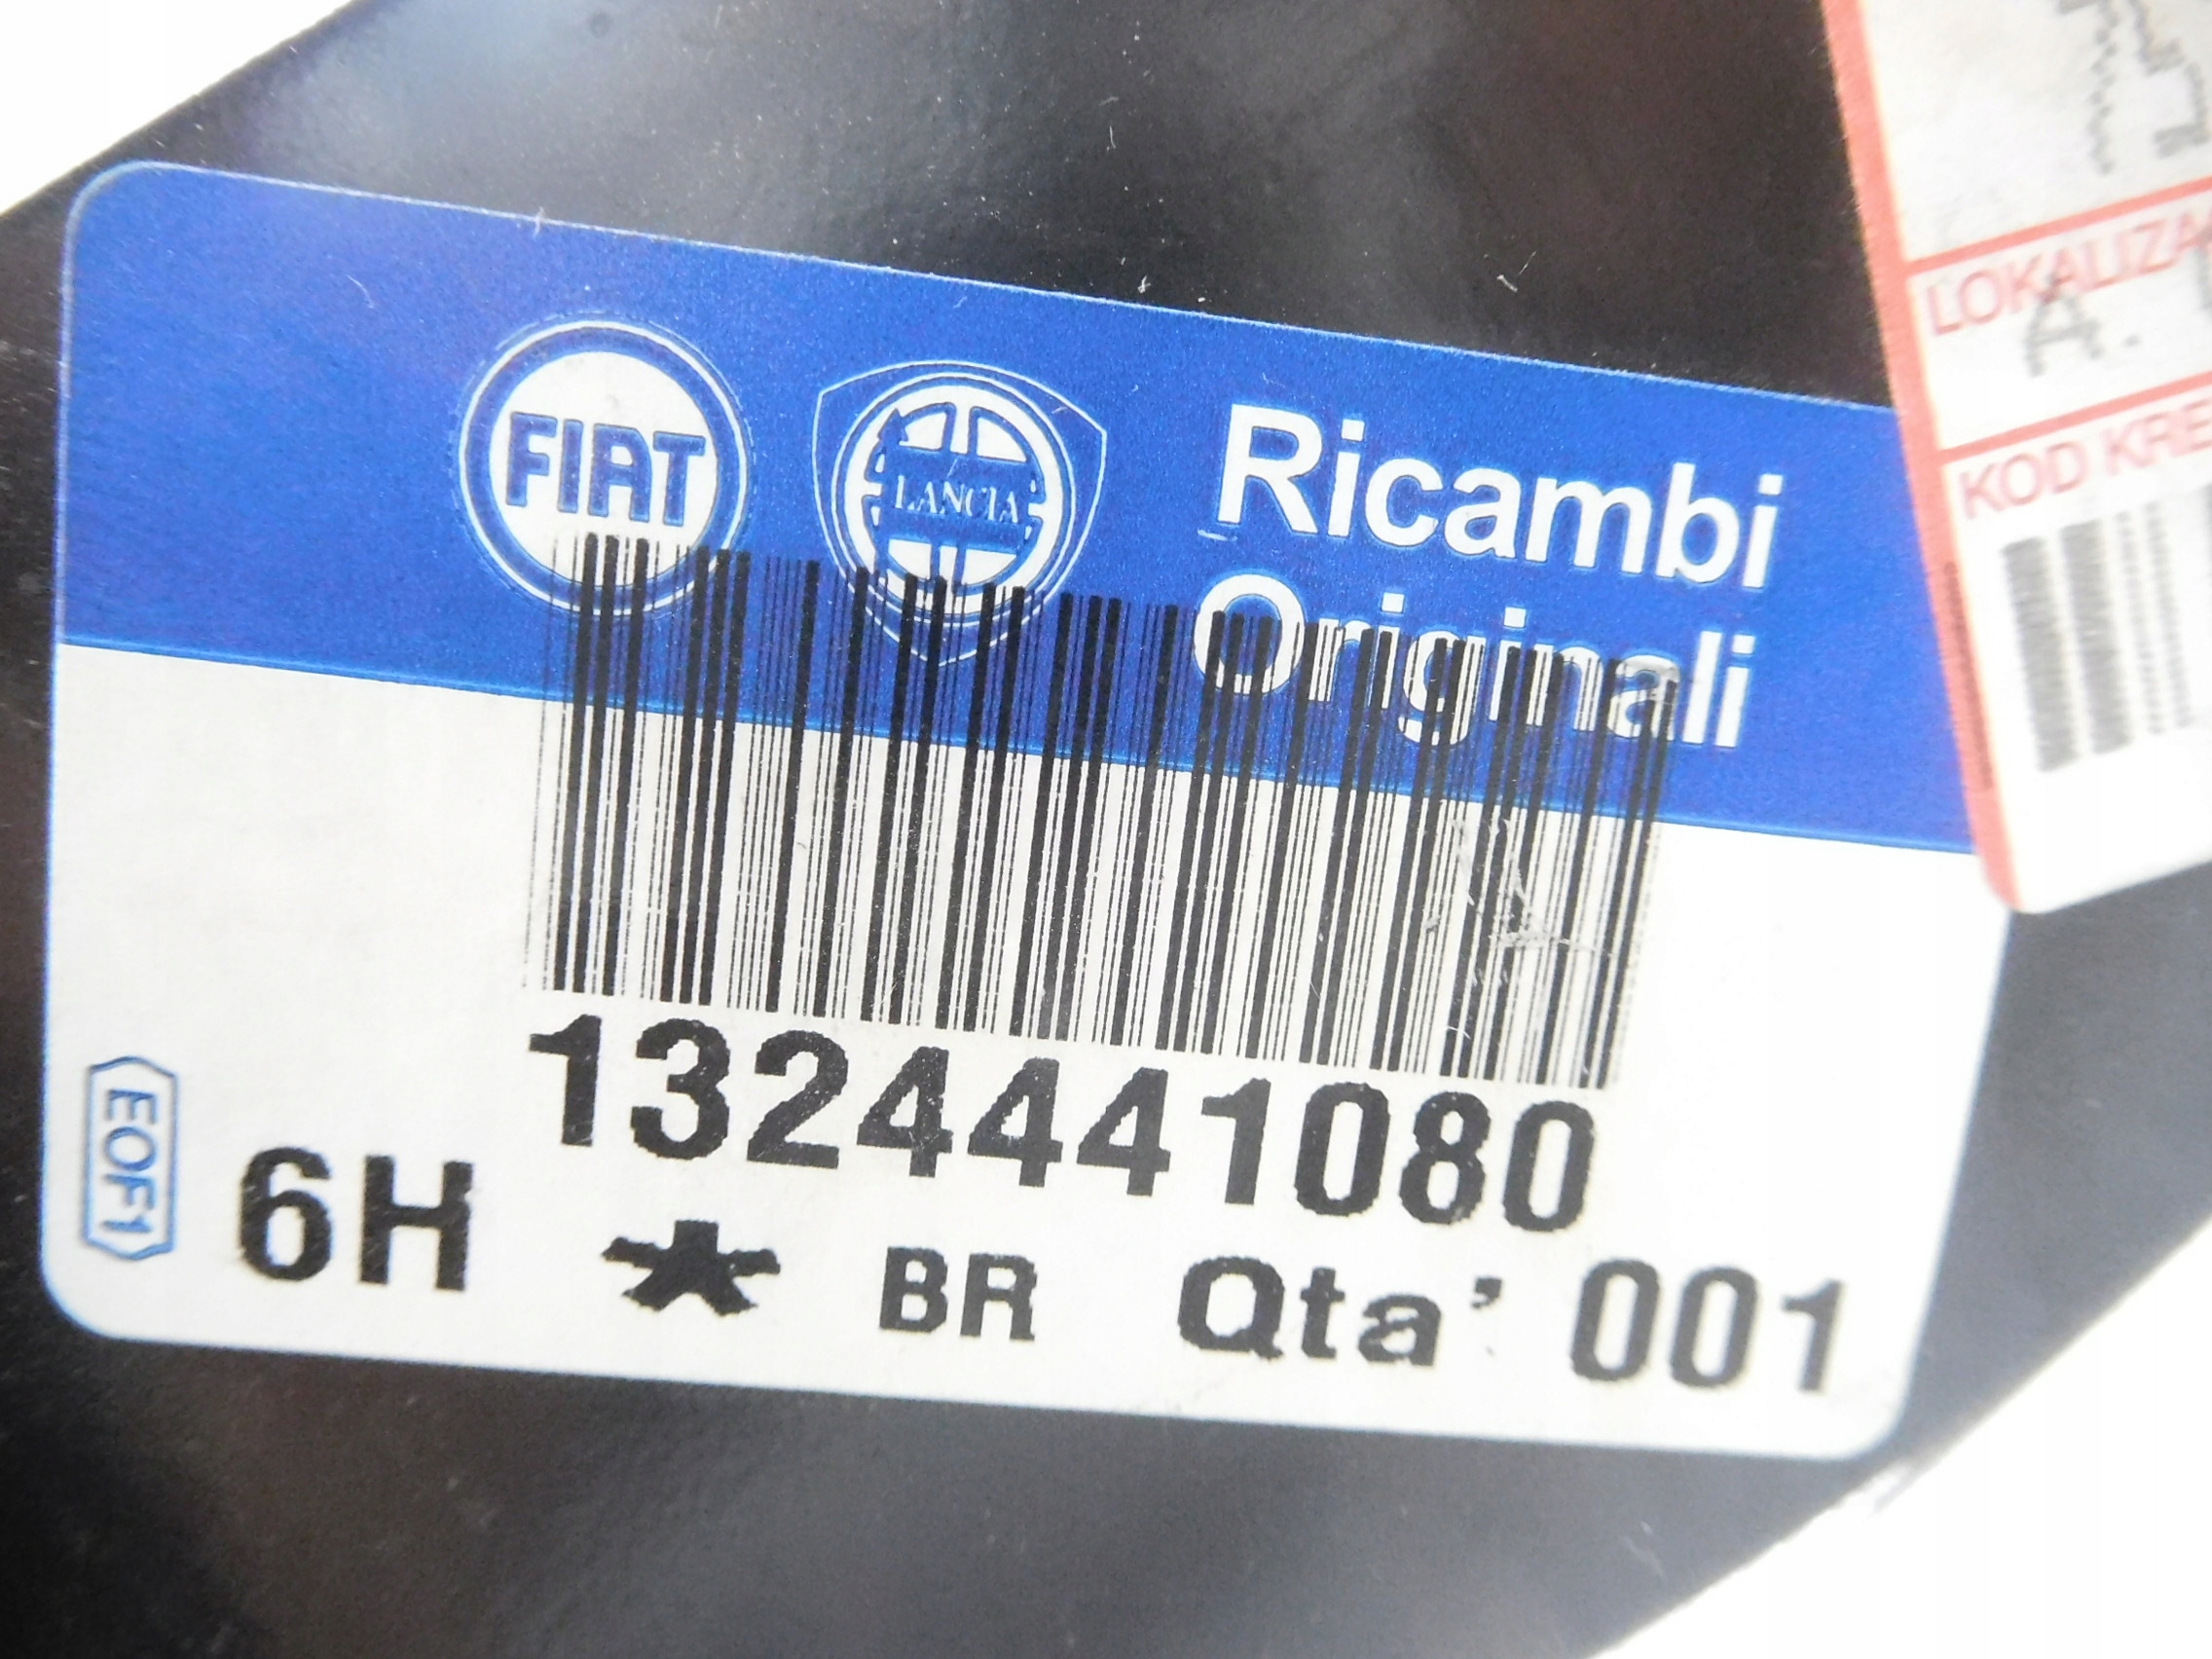 FIAT
LANCIA
Ricambi
Originali
1324441080
EOF1
6H * BR Qta' 001
LOKALIZA
A.
KOD KRE